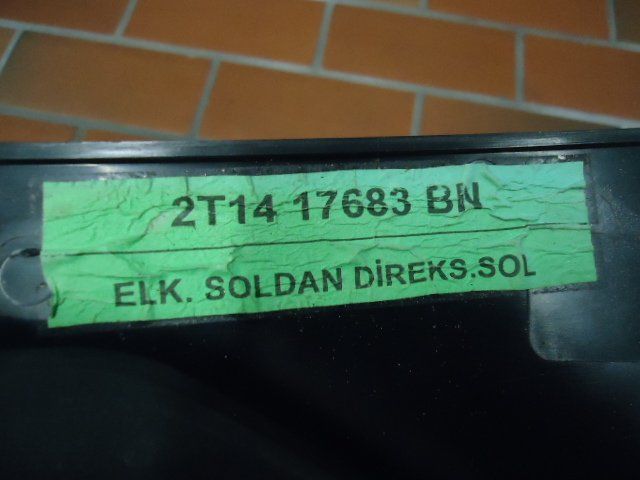 2T14 17683 BN
ELK. SOLDAN DİREKS.SOL